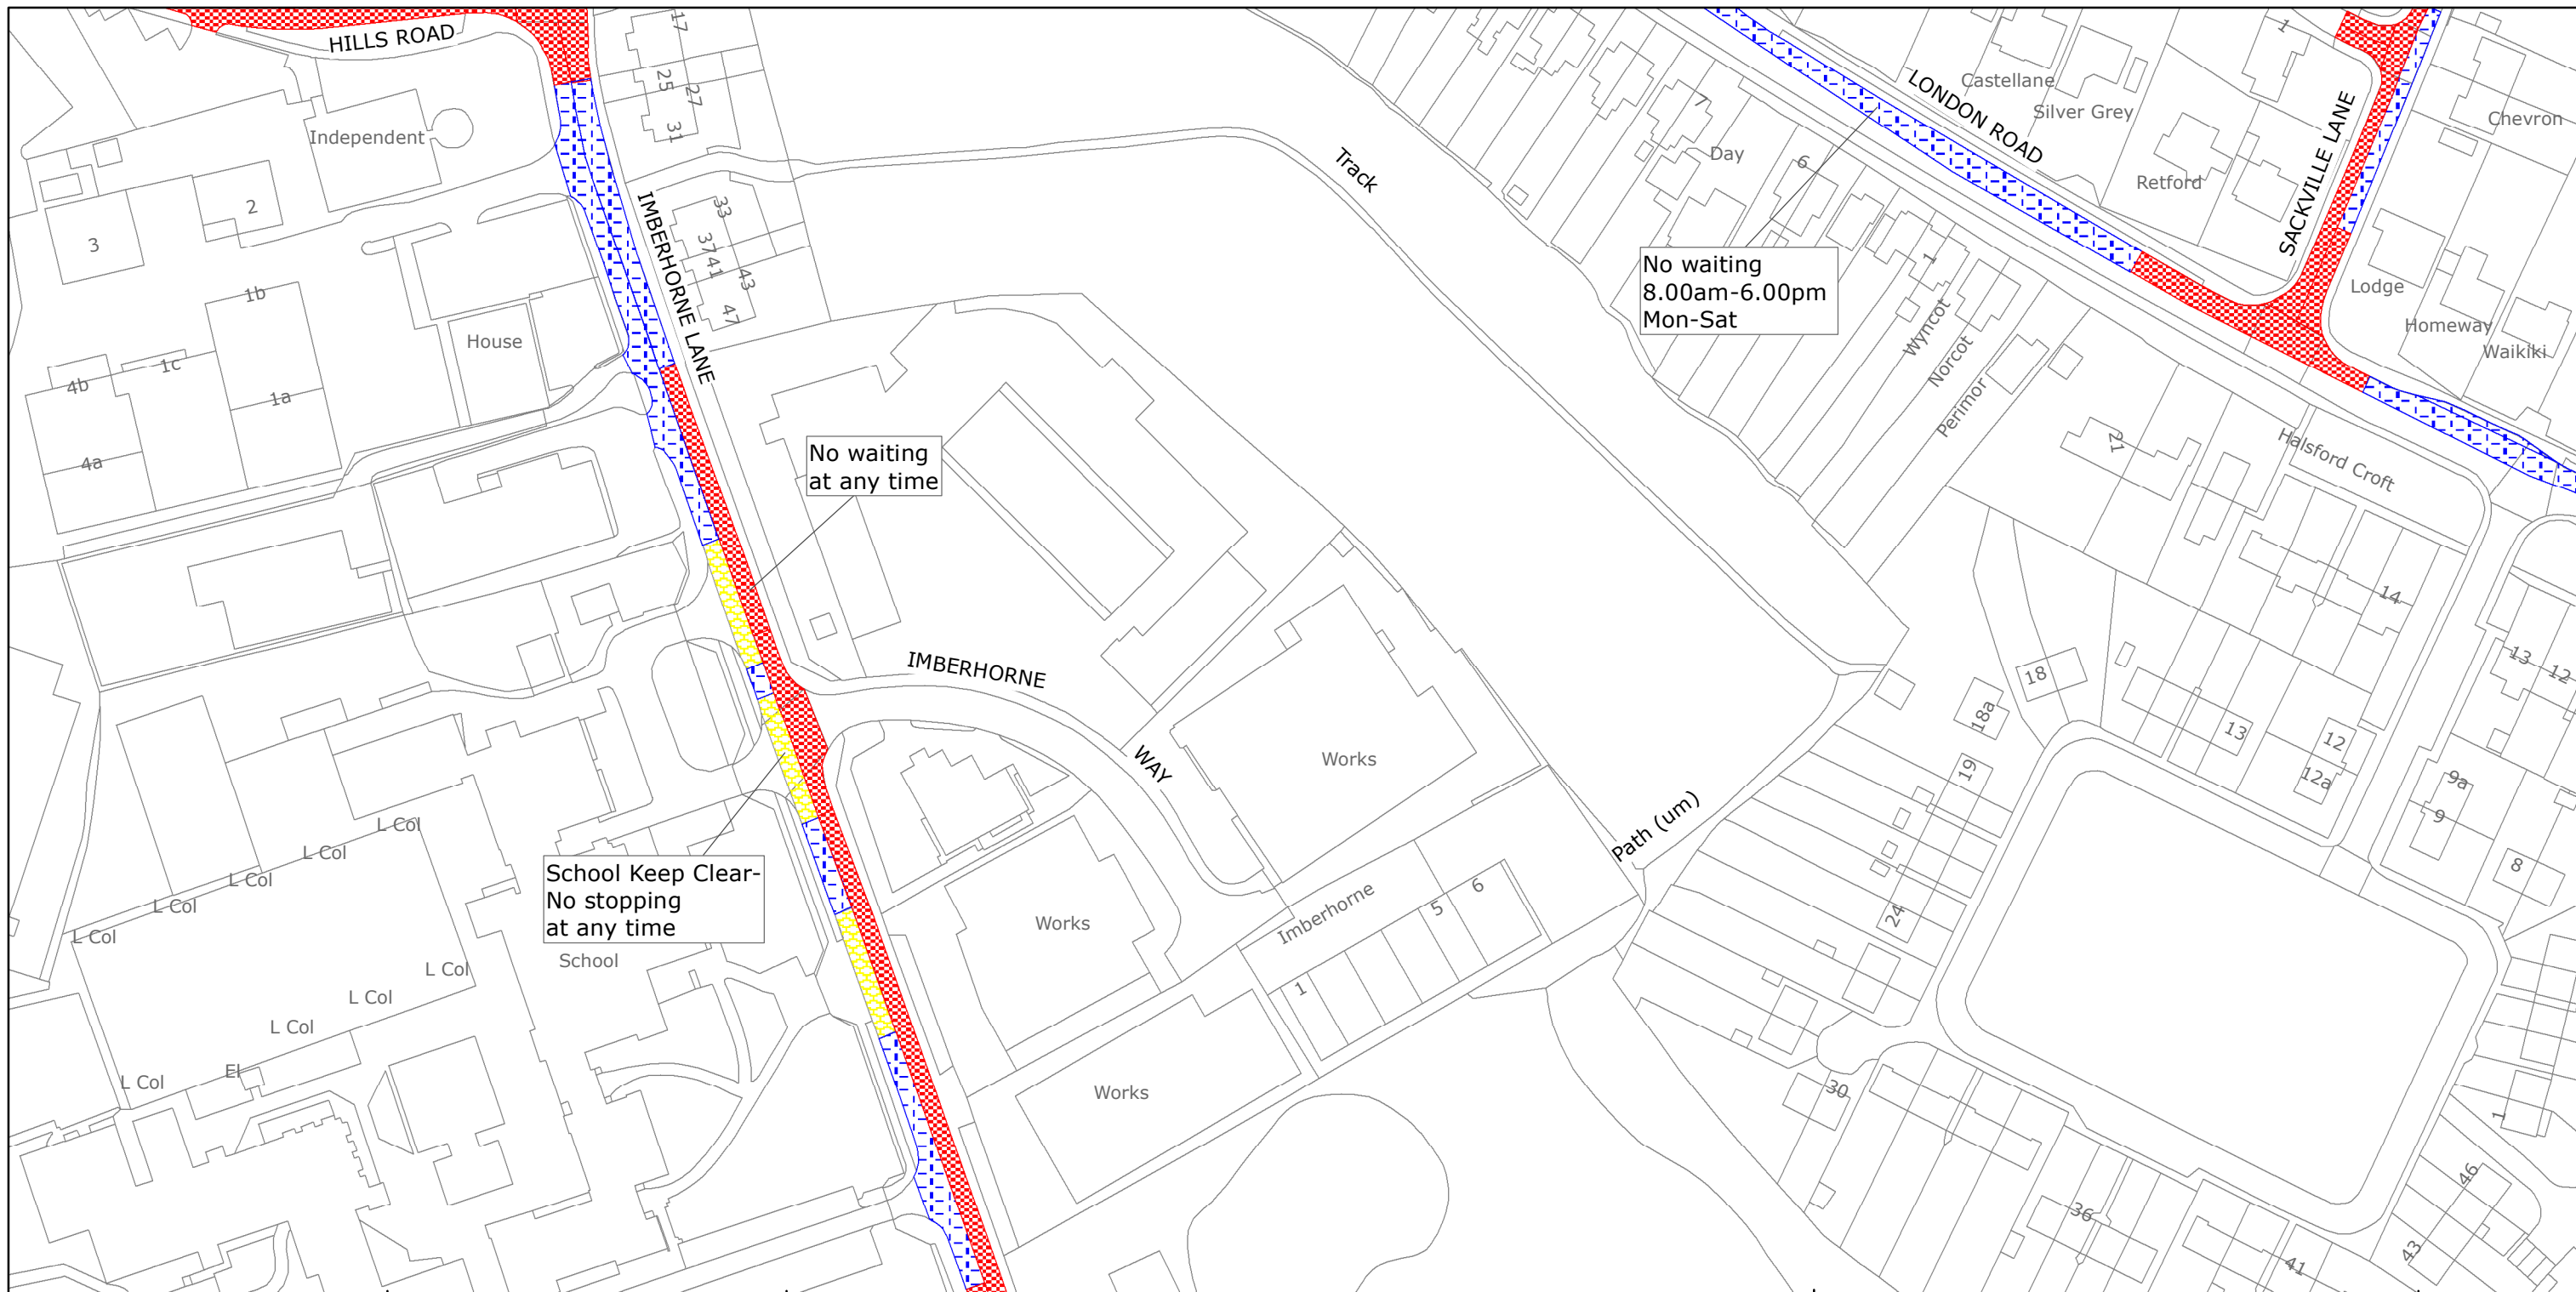 HILLS ROAD
17
25
27
31
Independent
2
3
33
37
41
43
47
IMBERHORNE LANE
1b
1c
1a
4b
4a
House
Track
7
Day
6
LONDON ROAD
Castellane
Silver Grey
Retford
1
SACKVILLE LANE
Chevron
Lodge
Homeway
Waikiki
No waiting
8.00am-6.00pm
Mon-Sat
1
Wyncot
Norcot
Perimor
21
Halsford Croft
14
No waiting
at any time
IMBERHORNE
WAY
Works
Works
Works
Imberhorne
1
5
6
Path (um)
18
18a
19
24
13
12
12a
13
12
9a
9
8
30
36
41
43
46
1
School Keep Clear-
No stopping
at any time
School
L Col
L Col
L Col
L Col
L Col
L Col
L Col
L Col
L Col
El